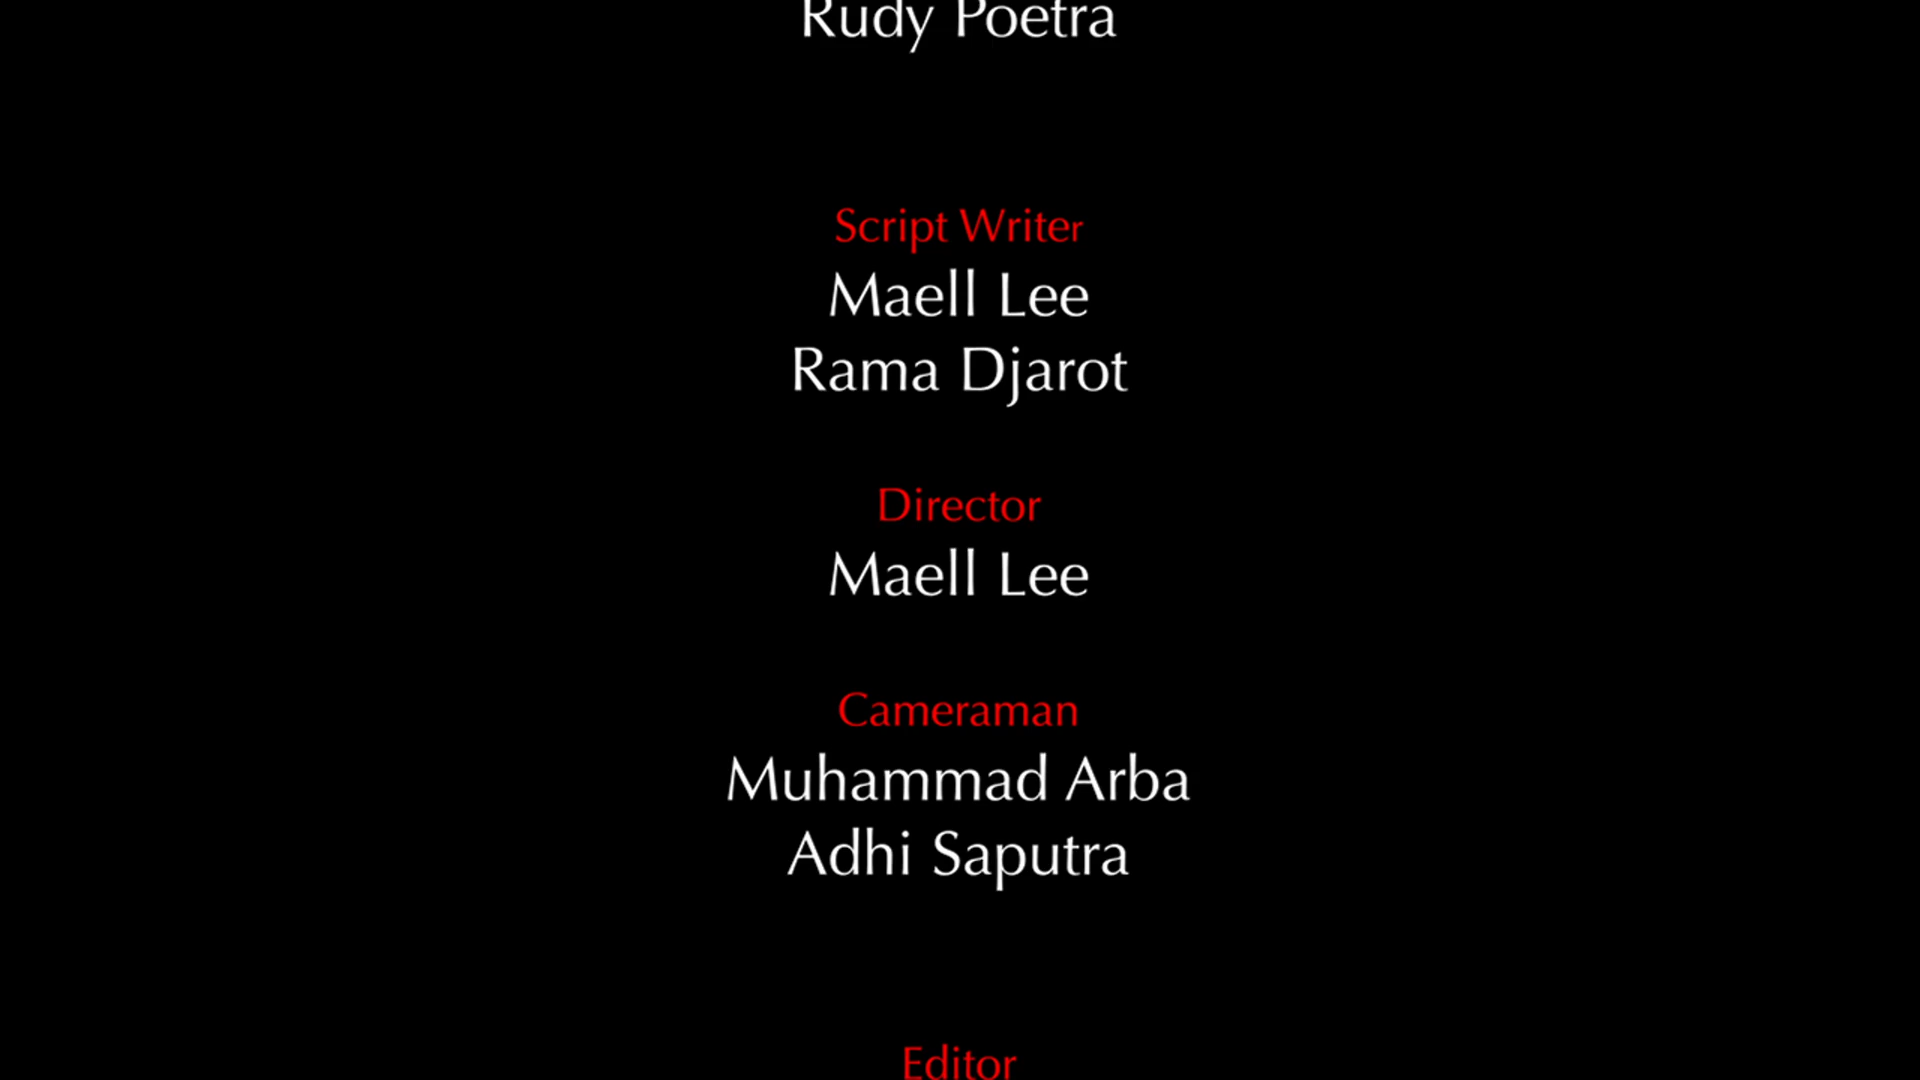 Rudy Poetra
Script Writer
Maell Lee
Rama Djarot
Director
Maell Lee
Cameraman
Muhammad Arba
Adhi Saputra
Editor